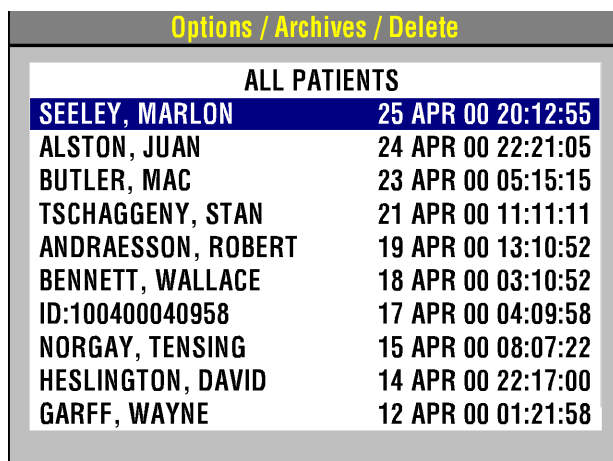 Options / Archives / Delete
ALL PATIENTS
SEELEY, MARLON 25 APR 00 20:12:55
ALSTON, JUAN 24 APR 00 22:21:05
BUTLER, MAC 23 APR 00 05:15:15
TSCHAGGENY, STAN 21 APR 00 11:11:11
ANDRAESSON, ROBERT 19 APR 00 13:10:52
BENNETT, WALLACE 18 APR 00 03:10:52
ID:100400040958 17 APR 00 04:09:58
NORGAY, TENSING 15 APR 00 08:07:22
HESLINGTON, DAVID 14 APR 00 22:17:00
GARFF, WAYNE 12 APR 00 01:21:58